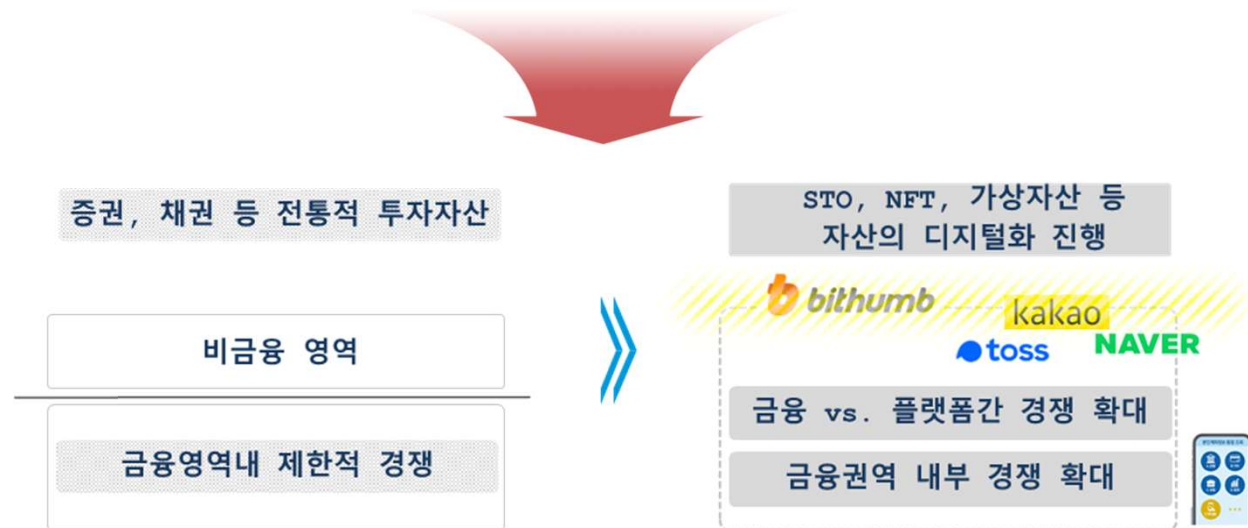 증권, 채권 등 전통적 투자자산
비금융 영역
금융영역내 제한적 경쟁
STO, NFT, 가상자산 등
자산의 디지털화 진행
bithumb
kakao
toss
NAVER
금융 vs. 플랫폼간 경쟁 확대
금융권역 내부 경쟁 확대